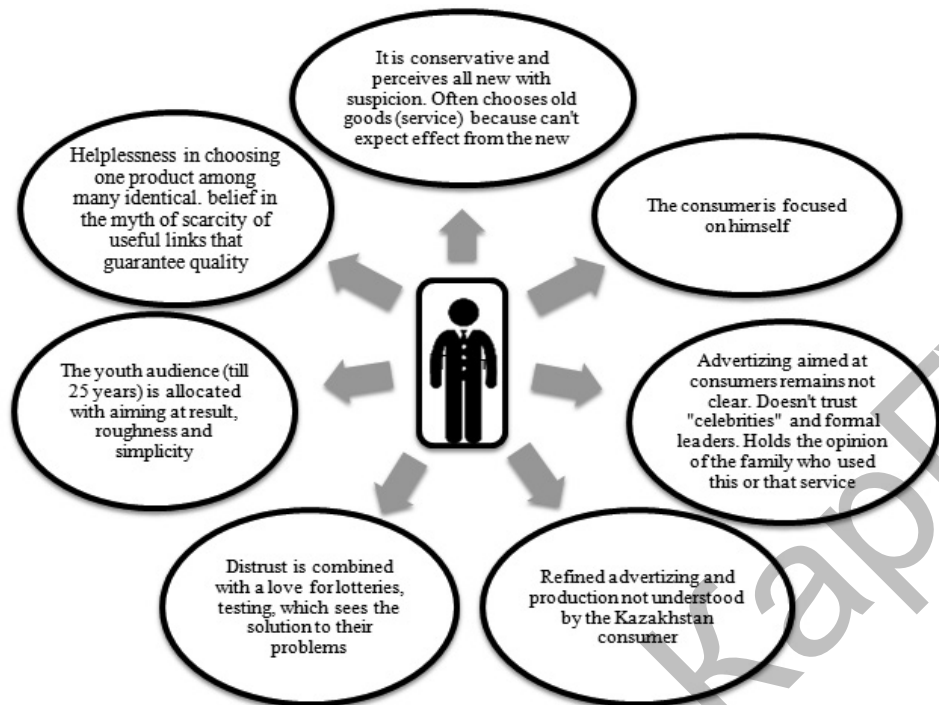 It is conservative and
perceives all new with
suspicion. Often chooses old
goods (service) because can't
expect effect from the new
The consumer is focused
on himself
Advertizing aimed at
consumers remains not
clear. Doesn't trust
"celebrities" and formal
leaders. Holds the opinion
of the family who used
this or that service
Refined advertizing and
production not understood
by the Kazakhstan
consumer
Distrust is combined
with a love for lotteries,
testing, which sees the
solution to their
problems
The youth audience (till
25 years) is allocated
with aiming at result,
roughness and
simplicity
Helplessness in choosing
one product among
many identical. belief in
the myth of scarcity of
useful links that
guarantee quality